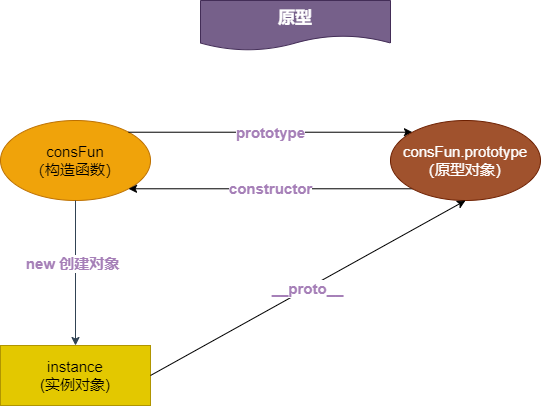 原型
prototype
consFun
(构造函数)
consFun.prototype
(原型对象)
constructor
new 创建对象
__proto__
instance
(实例对象)